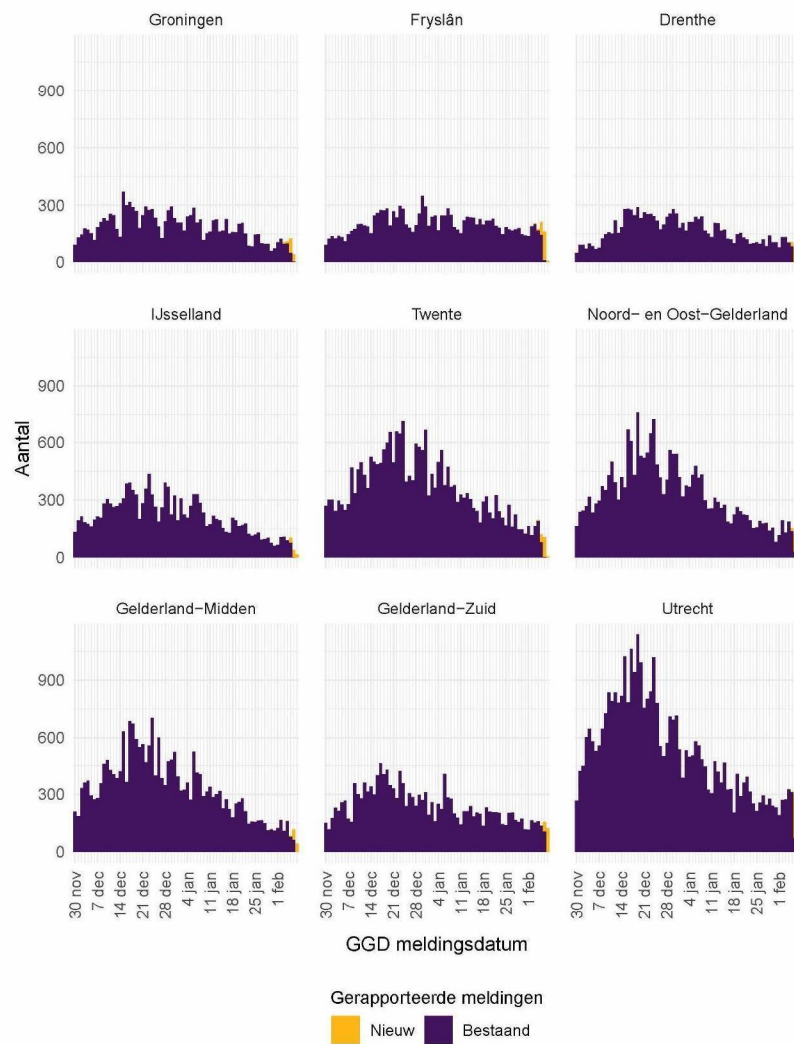 Groningen
Fryslân
Drenthe
900
600
300
0
IJsselland
Twente
Noord− en Oost−Gelderland
900
600
300
0
Aantal
Gelderland−Midden
Gelderland−Zuid
Utrecht
900
600
300
0
30 nov
7 dec
14 dec
21 dec
28 dec
4 jan
11 jan
18 jan
25 jan
1 feb
30 nov
7 dec
14 dec
21 dec
28 dec
4 jan
11 jan
18 jan
25 jan
1 feb
30 nov
7 dec
14 dec
21 dec
28 dec
4 jan
11 jan
18 jan
25 jan
1 feb
GGD meldingsdatum
Gerapporteerde meldingen
Nieuw
Bestaand